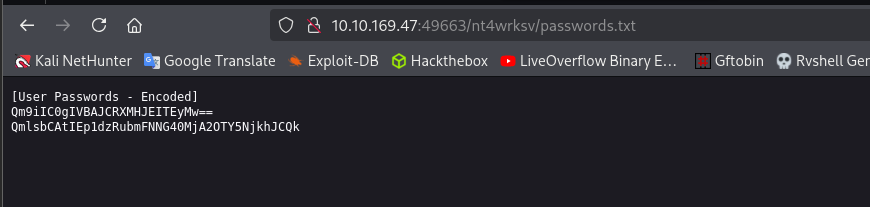 10.10.169.47:49663/nt4wrksv/passwords.txt
Kali NetHunter Google Translate Exploit-DB Hackthebox LiveOverflow Binary E… Gftobin Rvshell Ger
[User Passwords - Encoded]
Qm9iIC0gIVBAJCRXMHJEITEyMw==
QmlsbCAtIEp1dzRubmFNNG40MjA2OTY5NjkhJCQk